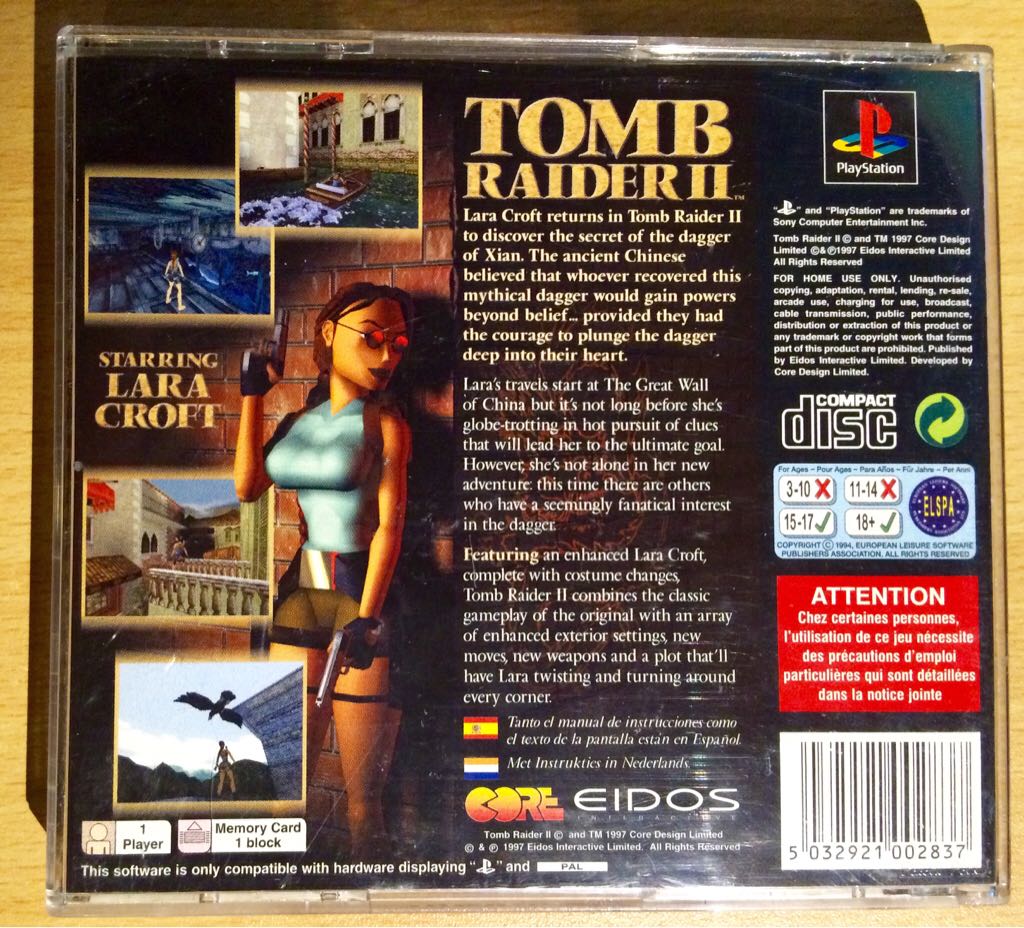 STARRING
LARA
CROFT
1
Player
Memory Card
1 block
This software is only compatible with hardware displaying " " and PAL
TOMB
RAIDER II™
Lara Croft returns in Tomb Raider II
to discover the secret of the dagger
of Xian. The ancient Chinese
believed that whoever recovered this
mythical dagger would gain powers
beyond belief... provided they had
the courage to plunge the dagger
deep into their heart.
Lara's travels start at The Great Wall
of China but it's not long before she's
globe-trotting in hot pursuit of clues
that will lead her to the ultimate goal.
However, she's not alone in her new
adventure: this time there are others
who have a seemingly fanatical interest
in the dagger.
Featuring an enhanced Lara Croft,
complete with costume changes,
Tomb Raider II combines the classic
gameplay of the original with an array
of enhanced exterior settings, new
moves, new weapons and a plot that'll
have Lara twisting and turning around
every corner.
Tanto el manual de instrucciones como
el texto de la pantalla están en Español.
Met Instrukties in Nederlands.
CORE EIDOS
INTERACTIVE
Tomb Raider II © and TM 1997 Core Design Limited
© & ℗ 1997 Eidos Interactive Limited. All Rights Reserved
PlayStation
" " and "PlayStation" are trademarks of
Sony Computer Entertainment Inc.
Tomb Raider II © and TM 1997 Core Design
Limited ©&℗1997 Eidos Interactive Limited
All Rights Reserved
FOR HOME USE ONLY. Unauthorised
copying, adaptation, rental, lending, re-sale,
arcade use, charging for use, broadcast,
cable transmission, public performance,
distribution or extraction of this product or
any trademark or copyright work that forms
part of this product are prohibited. Published
by Eidos Interactive Limited. Developed by
Core Design Limited.
COMPACT
disc
For Ages - Pour Ages - Para Años - Für Jahre - Per Anni
3-10 11-14
15-17 18+
ELSPA
COPYRIGHT © 1994, EUROPEAN LEISURE SOFTWARE
PUBLISHERS ASSOCIATION. ALL RIGHTS RESERVED
ATTENTION
Chez certaines personnes,
l'utilisation de ce jeu nécessite
des précautions d'emploi
particulières qui sont détaillées
dans la notice jointe
5 032921 002837